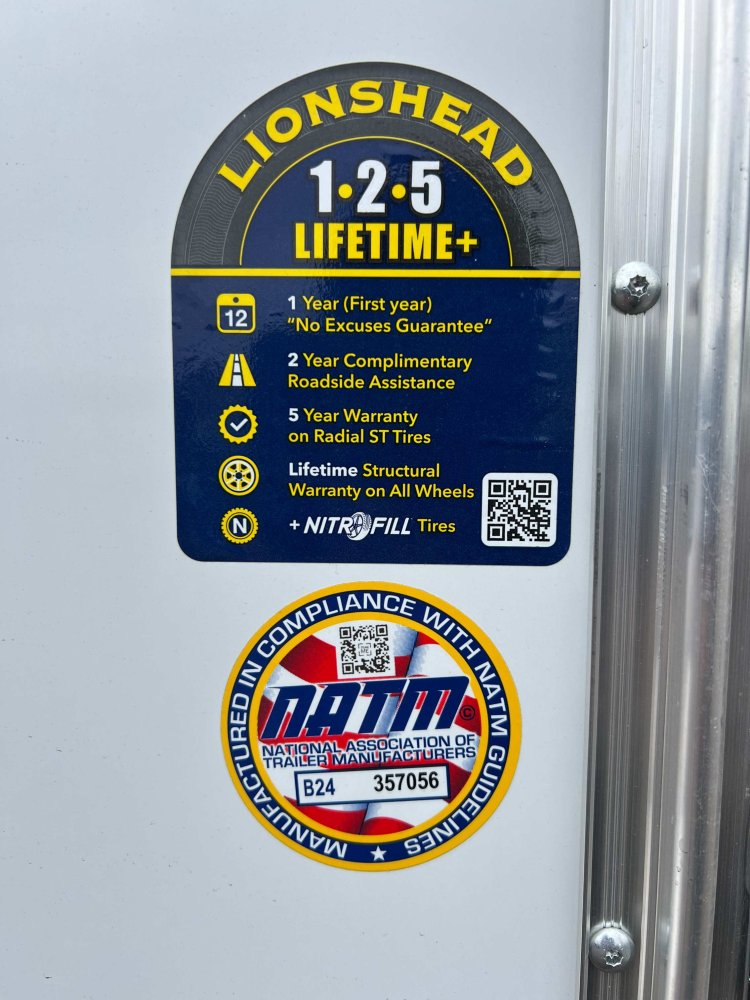 LIONSHEAD
1•2•5
LIFETIME+
12
1 Year (First year)
"No Excuses Guarantee"
2 Year Complimentary
Roadside Assistance
5 Year Warranty
on Radial ST Tires
Lifetime Structural
Warranty on All Wheels
N
+ NITROFILL Tires
MANUFACTURED IN COMPLIANCE WITH NATM GUIDELINES
NATM ©
NATIONAL ASSOCIATION OF
TRAILER MANUFACTURERS
B24 357056